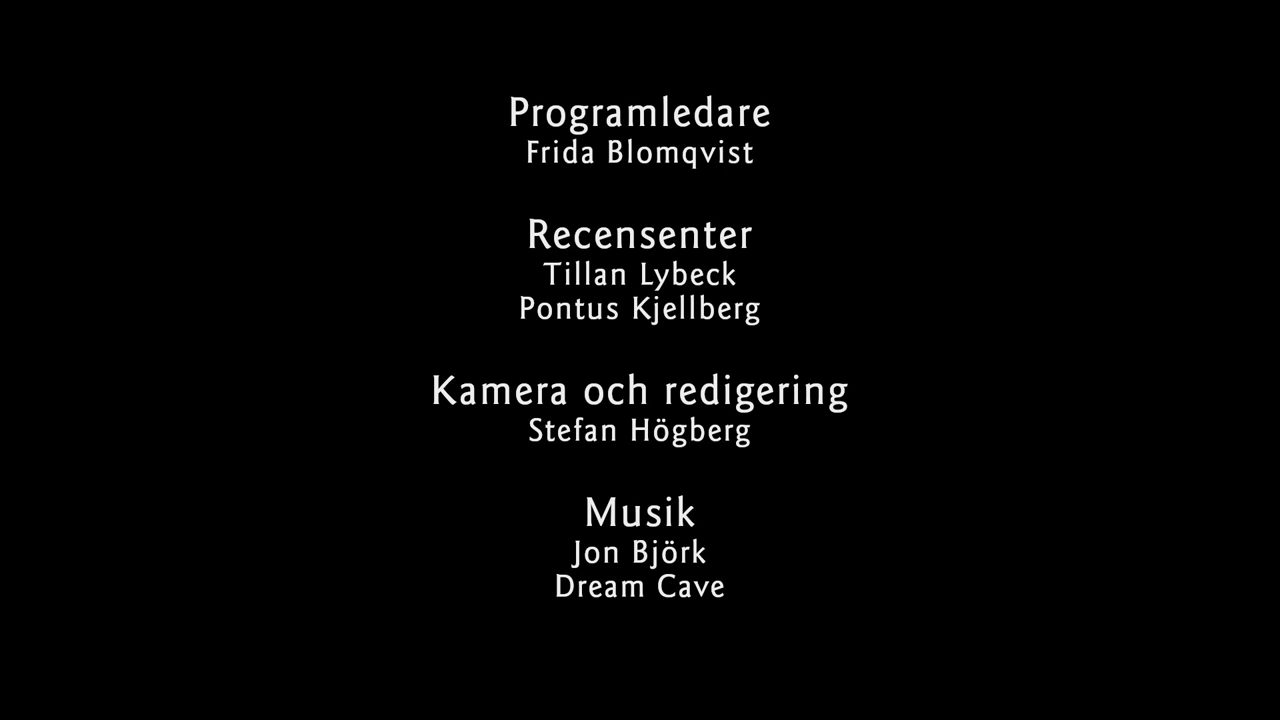 Programledare
Frida Blomqvist
Recensenter
Tillan Lybeck
Pontus Kjellberg
Kamera och redigering
Stefan Högberg
Musik
Jon Björk
Dream Cave